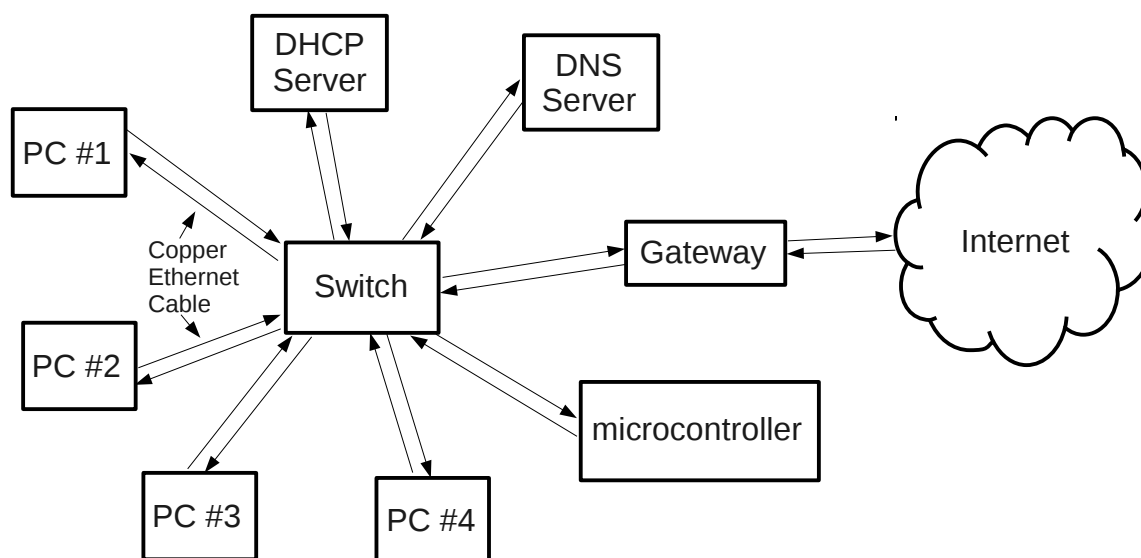 DHCP
Server
DNS
Server
PC #1
Copper
Ethernet
Cable
Switch
Gateway
Internet
PC #2
microcontroller
PC #3
PC #4